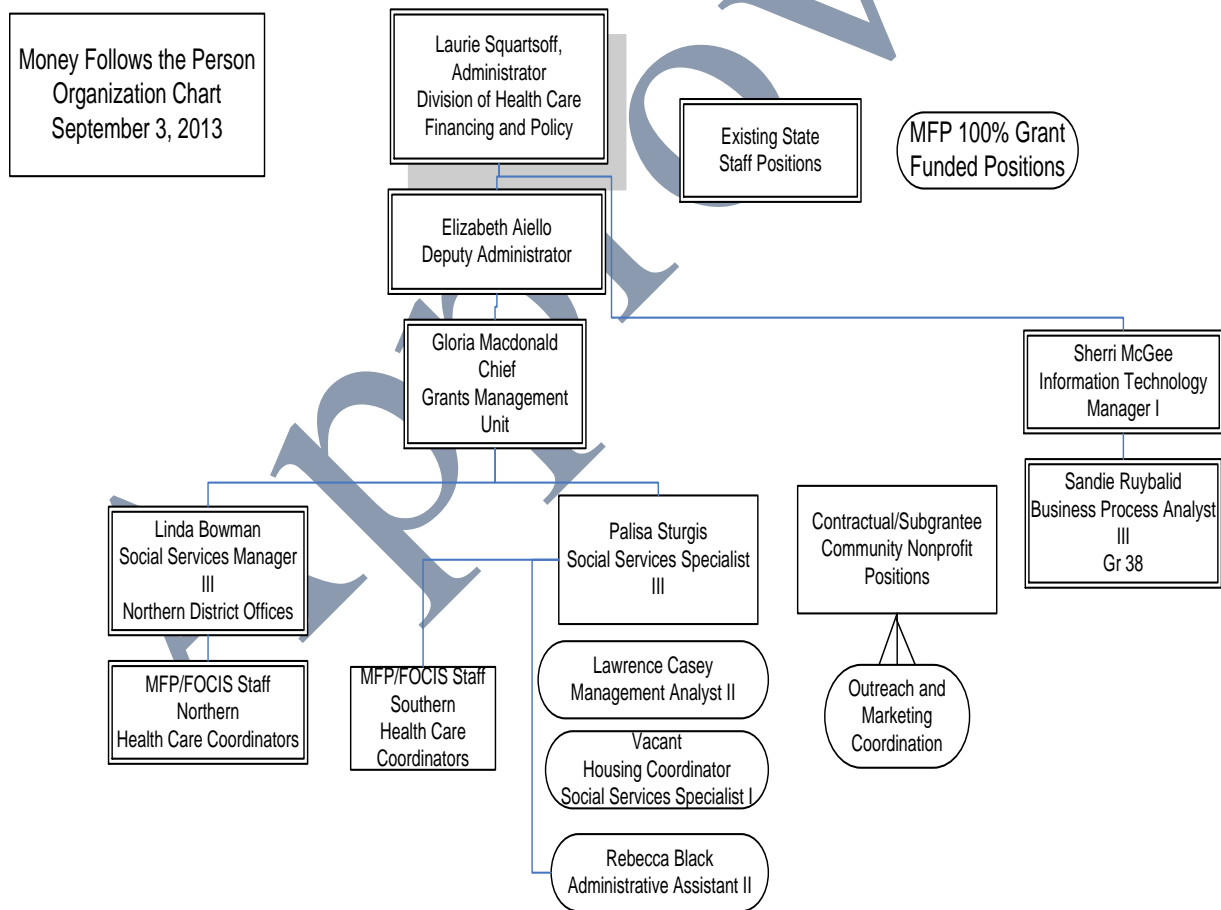 Money Follows the Person
Organization Chart
September 3, 2013
Laurie Squartsoff,
Administrator
Division of Health Care
Financing and Policy
Existing State
Staff Positions
MFP 100% Grant
Funded Positions
Elizabeth Aiello
Deputy Administrator
Gloria Macdonald
Chief
Grants Management
Unit
Sherri McGee
Information Technology
Manager I
Sandie Ruybalid
Business Process Analyst
III
Gr 38
Linda Bowman
Social Services Manager
III
Northern District Offices
Palisa Sturgis
Social Services Specialist
III
Contractual/Subgrantee
Community Nonprofit
Positions
MFP/FOCIS Staff
Northern
Health Care Coordinators
MFP/FOCIS Staff
Southern
Health Care
Coordinators
Lawrence Casey
Management Analyst II
Vacant
Housing Coordinator
Social Services Specialist I
Rebecca Black
Administrative Assistant II
Outreach and
Marketing
Coordination